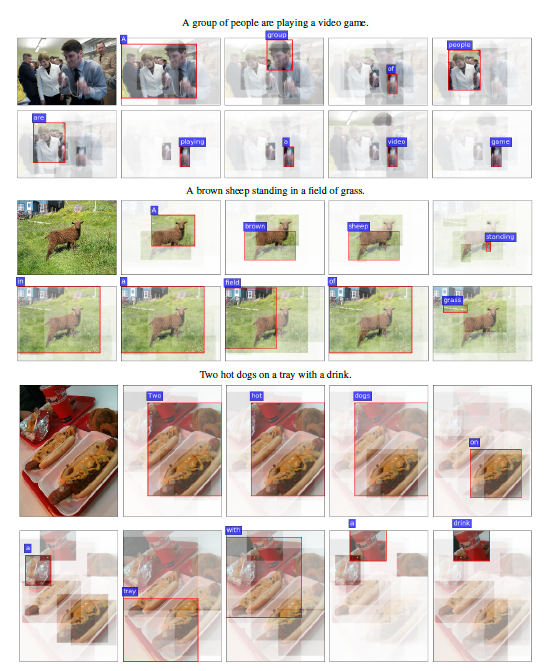 A group of people are playing a video game.
A
group
of
people
are
playing
a
video
game
A brown sheep standing in a field of grass.
A
brown
sheep
standing
in
a
field
of
grass
Two hot dogs on a tray with a drink.
Two
hot
dogs
on
a
tray
with
a
drink